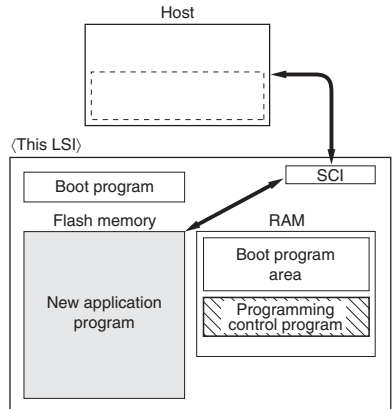 Host
〈This LSI〉
SCI
Boot program
Flash memory
RAM
Boot program
area
New application
program
Programming
control program